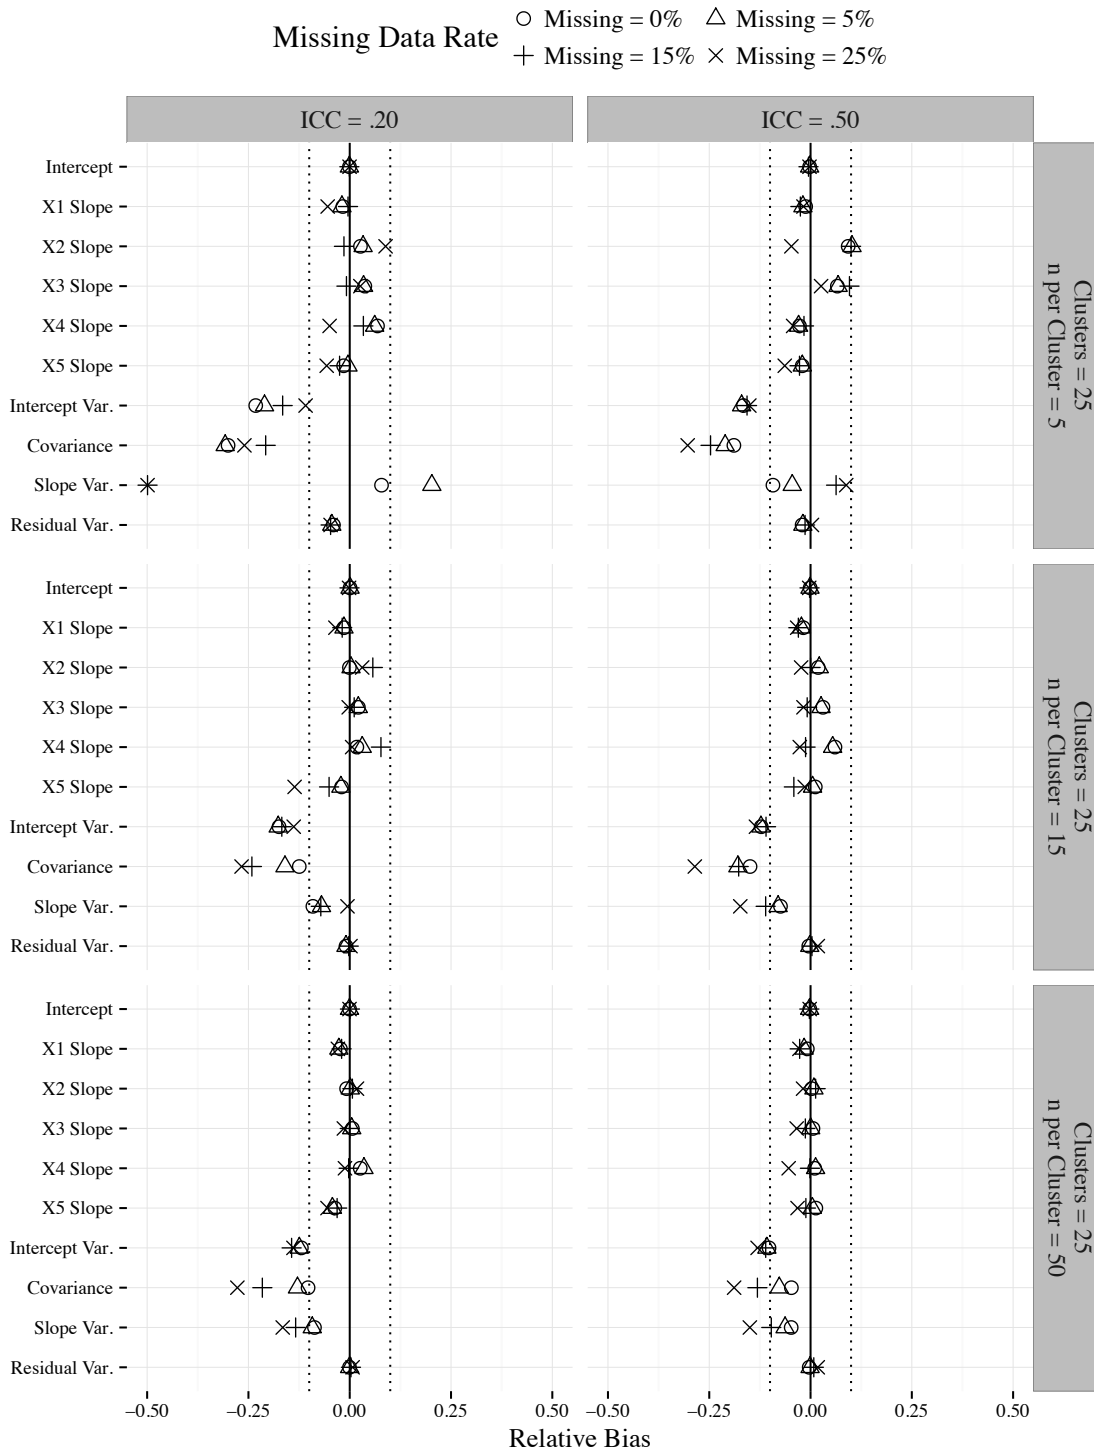 Missing Data Rate
Missing = 0% Missing = 5%
Missing = 15% Missing = 25%
ICC = .20 ICC = .50
Intercept
X1 Slope
X2 Slope
X3 Slope
X4 Slope
X5 Slope
Intercept Var.
Covariance
Slope Var.
Residual Var.
Clusters = 25
n per Cluster = 5
Intercept
X1 Slope
X2 Slope
X3 Slope
X4 Slope
X5 Slope
Intercept Var.
Covariance
Slope Var.
Residual Var.
Clusters = 25
n per Cluster = 15
Intercept
X1 Slope
X2 Slope
X3 Slope
X4 Slope
X5 Slope
Intercept Var.
Covariance
Slope Var.
Residual Var.
Clusters = 25
n per Cluster = 50
−0.50 −0.25 0.00 0.25 0.50 −0.50 −0.25 0.00 0.25 0.50
Relative Bias